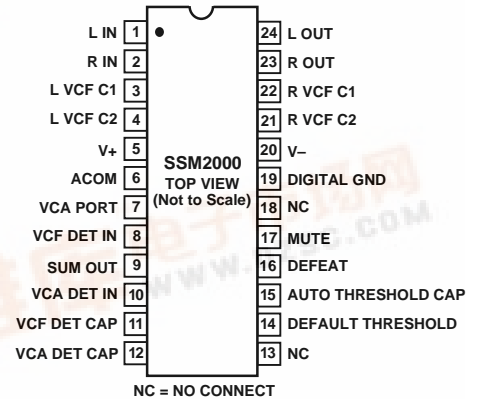 L IN 1
R IN 2
L VCF C1 3
L VCF C2 4
V+ 5
ACOM 6
VCA PORT 7
VCF DET IN 8
SUM OUT 9
VCA DET IN 10
VCF DET CAP 11
VCA DET CAP 12
SSM2000
TOP VIEW
(Not to Scale)
24 L OUT
23 R OUT
22 R VCF C1
21 R VCF C2
20 V–
19 DIGITAL GND
18 NC
17 MUTE
16 DEFEAT
15 AUTO THRESHOLD CAP
14 DEFAULT THRESHOLD
13 NC
NC = NO CONNECT